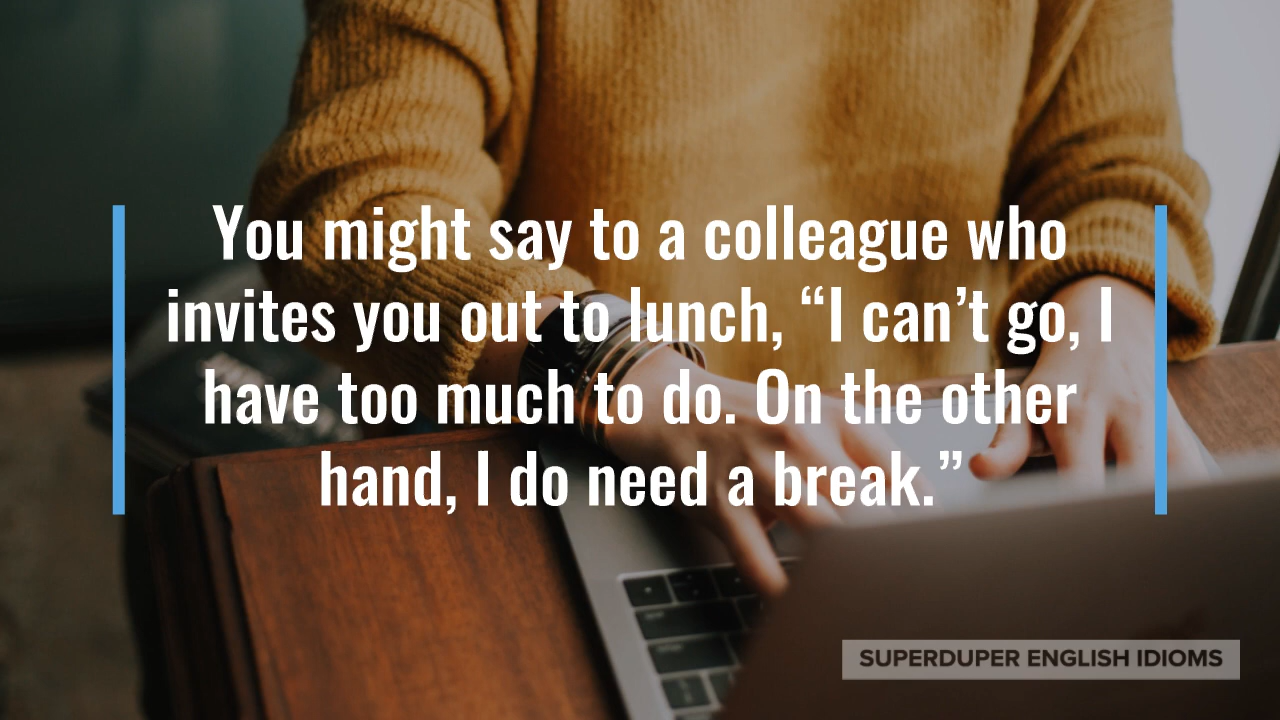 You might say to a colleague who
invites you out to lunch, “I can’t go, I
have too much to do. On the other
hand, I do need a break.”
SUPERDUPER ENGLISH IDIOMS